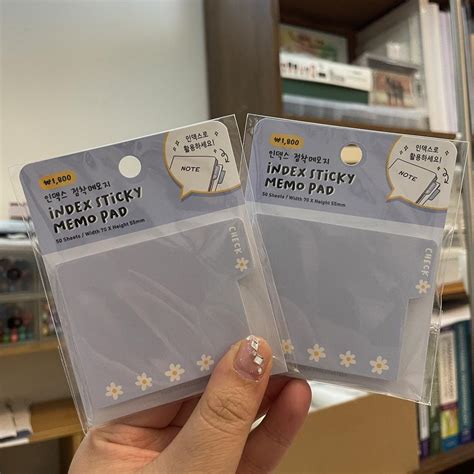 ₩1,800
인덱스 점착메모지
iNDEX STiCKY
MEMO PAD
50 Sheets / Width 70 X Height 55mm
인덱스로
활용하세요!
NOTE
CHECK
₩1,800
인덱스 점착메모지
iNDEX STiCKY
MEMO PAD
50 Sheets / Width 70 X Height 55mm
인덱스로
활용하세요!
NOTE
CHECK